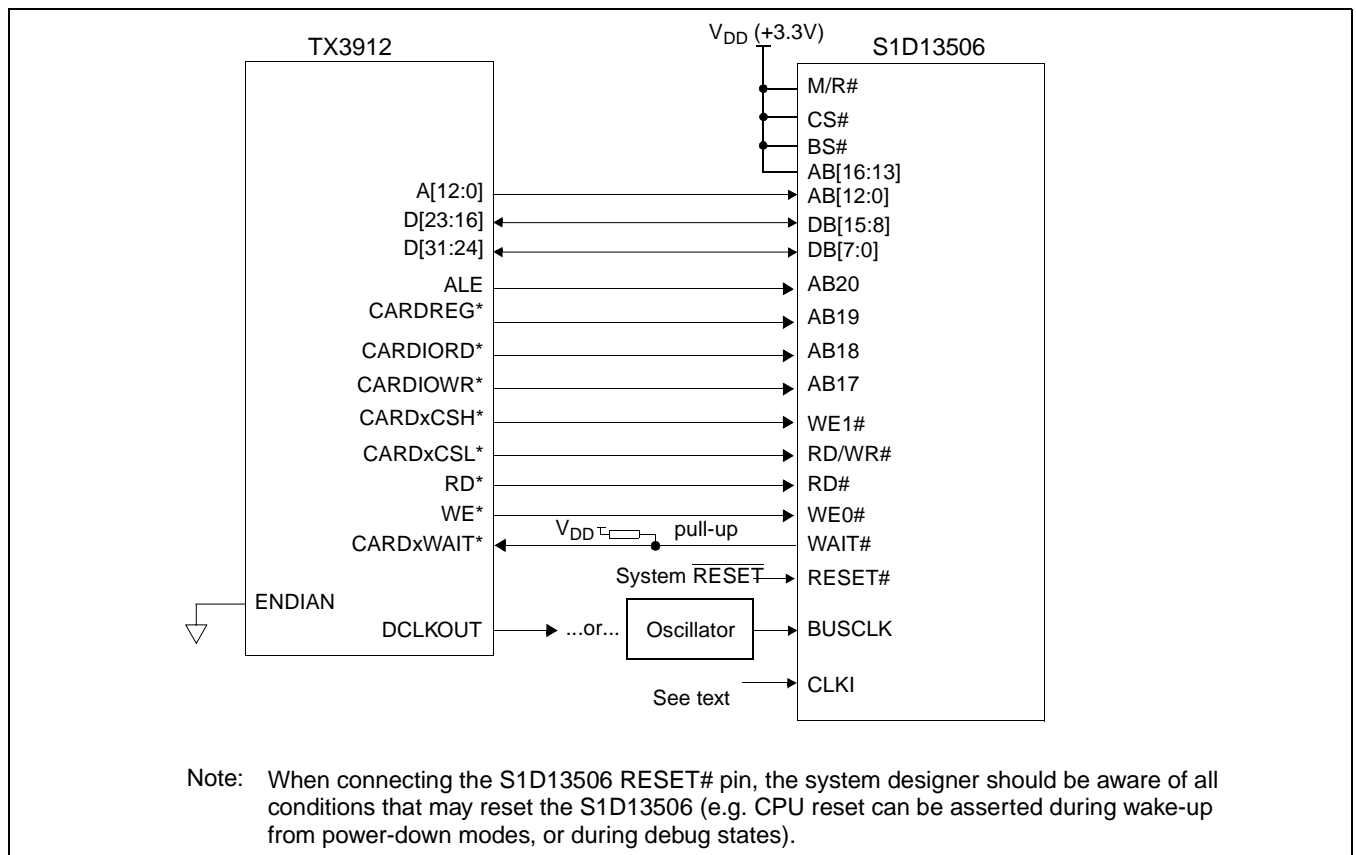 TX3912
V_DD (+3.3V)
S1D13506
M/R#
CS#
BS#
AB[16:13]
A[12:0]
AB[12:0]
D[23:16]
DB[15:8]
D[31:24]
DB[7:0]
ALE
AB20
CARDREG*
AB19
CARDIORD*
AB18
CARDIOWR*
AB17
CARDxCSH*
WE1#
CARDxCSL*
RD/WR#
RD*
RD#
WE*
WE0#
V_DD
pull-up
CARDxWAIT*
WAIT#
System RESET
RESET#
ENDIAN
DCLKOUT
...or...
Oscillator
BUSCLK
See text
CLKI
Note: When connecting the S1D13506 RESET# pin, the system designer should be aware of all
conditions that may reset the S1D13506 (e.g. CPU reset can be asserted during wake-up
from power-down modes, or during debug states).